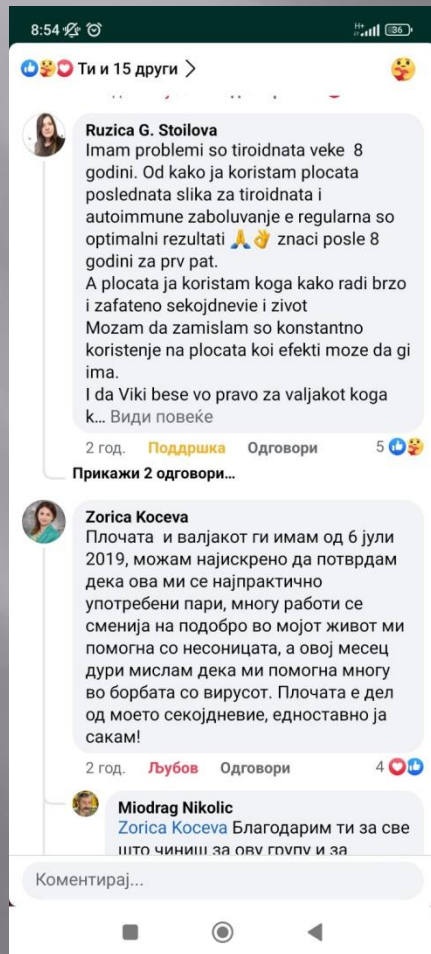 8:54
H+
36
Ти и 15 други
Ruzica G. Stoilova
Imam problemi so tiroidnata veke 8
godini. Od kako ja koristam plocata
poslednata slika za tiroidnata i
autoimmune zaboluvanje e regularna so
optimalni rezultati 🙏👌 znaci posle 8
godini za prv pat.
A plocata ja koristam koga kako radi brzo
i zafateno sekojdnevie i zivot
Mozam da zamislam so konstantno
koristenje na plocata koi efekti moze da gi
ima.
I da Viki bese vo pravo za valjakot koga
k... Види повеќе
2 год. Поддршка Одговори 5
Прикажи 2 одговори...
Zorica Koceva
Плочата и валјакот ги имам од 6 јули
2019, можам најискрено да потврдам
дека ова ми се најпрактично
употребени пари, многу работи се
сменија на подобро во мојот живот ми
помогна со несоницата, а овој месец
дури мислам дека ми помогна многу
во борбата со вирусот. Плочата е дел
од моето секојдневие, едноставно ја
сакам!
2 год. Љубов Одговори 4
Miodrag Nikolic
Zorica Koceva Благодарим ти за све
што чиниш за ову групу и за
Коментирај...